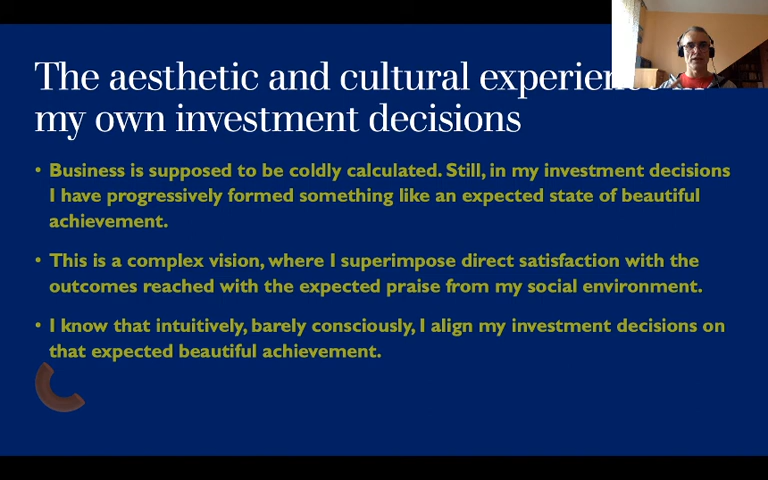 The aesthetic and cultural
my own investment decisions
• Business is supposed to be coldly calculated. Still, in my investment decisions
I have progressively formed something like an expected state of beautiful
achievement.
• This is a complex vision, where I superimpose direct satisfaction with the
outcomes reached with the expected praise from my social environment.
• I know that intuitively, barely consciously, I align my investment decisions on
that expected beautiful achievement.